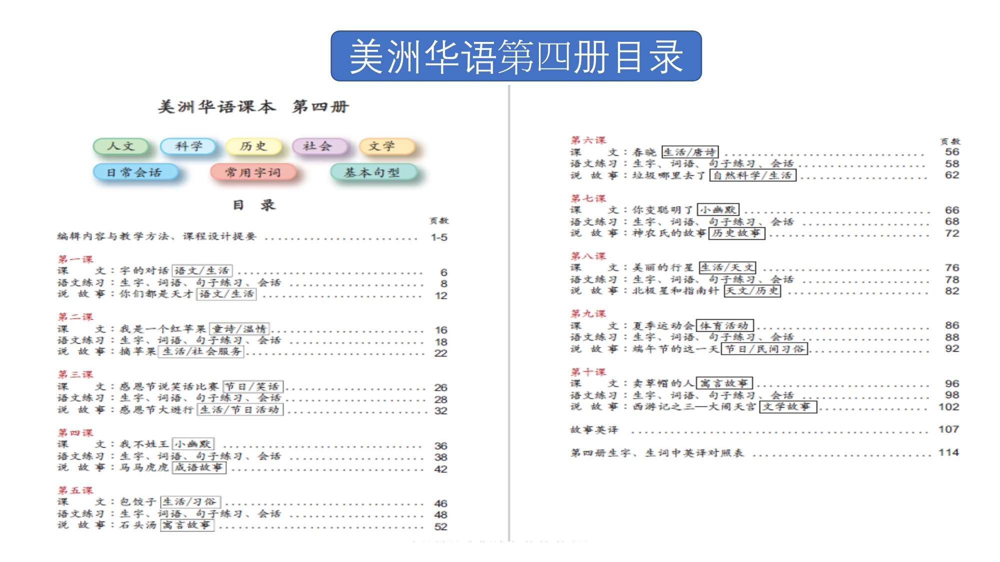 美洲华语第四册目录
美洲华语课本 第四册
人文 科学 历史 社会 文学
日常会话 常用字词 基本句型
目 录
页数
编辑内容与教学方法、课程设计提要 ........................ 1-5
第一课
课 文：字的对话 语文/生活 ............................. 6
语文练习：生字、词语、句子练习、会话 ..................... 8
说 故 事：你们都是天才 语文/生活 ......................... 12
第二课
课 文：我是一个红苹果 童诗/温情 ........................ 16
语文练习：生字、词语、句子练习、会话 ..................... 18
说 故 事：摘苹果 生活/社会服务 ............................ 22
第三课
课 文：感恩节说笑话比赛 节日/笑话 ...................... 26
语文练习：生字、词语、句子练习、会话 ...................... 28
说 故 事：感恩节大游行 生活/节日活动 ...................... 32
第四课
课 文：我不姓王 小幽默 ............................... 36
语文练习：生字、词语、句子练习、会话 ..................... 38
说 故 事：马马虎虎 成语故事 .............................. 42
第五课
课 文：包饺子 生活/习俗 ............................... 46
语文练习：生字、词语、句子练习、会话 ..................... 48
说 故 事：石头汤 寓言故事 ................................ 52
页数
第六课
课 文：春晓 生活/唐诗 ............................... 56
语文练习：生字、词语、句子练习、会话 .................... 58
说 故 事：垃圾哪里去了 自然科学/生活 .................... 62
第七课
课 文：你变聪明了 小幽默 ............................. 66
语文练习：生字、词语、句子练习、会话 .................... 68
说 故 事：神农氏的故事 历史故事 ......................... 72
第八课
课 文：美丽的行星 生活/天文 .......................... 76
语文练习：生字、词语、句子练习、会话 .................... 78
说 故 事：北极星和指南针 天文/历史 ...................... 82
第九课
课 文：夏季运动会 体育活动 ........................... 86
语文练习：生字、词语、句子练习、会话 .................... 88
说 故 事：端午节的这一天 节日/民间习俗 ................... 92
第十课
课 文：卖草帽的人 寓言故事 ........................... 96
语文练习：生字、词语、句子练习、会话 .................... 98
说 故 事：西游记之三—大闹天宫 文学故事 ................. 102
故事英译 ............................................. 107
第四册生字、生词中英译对照表 ........................... 114